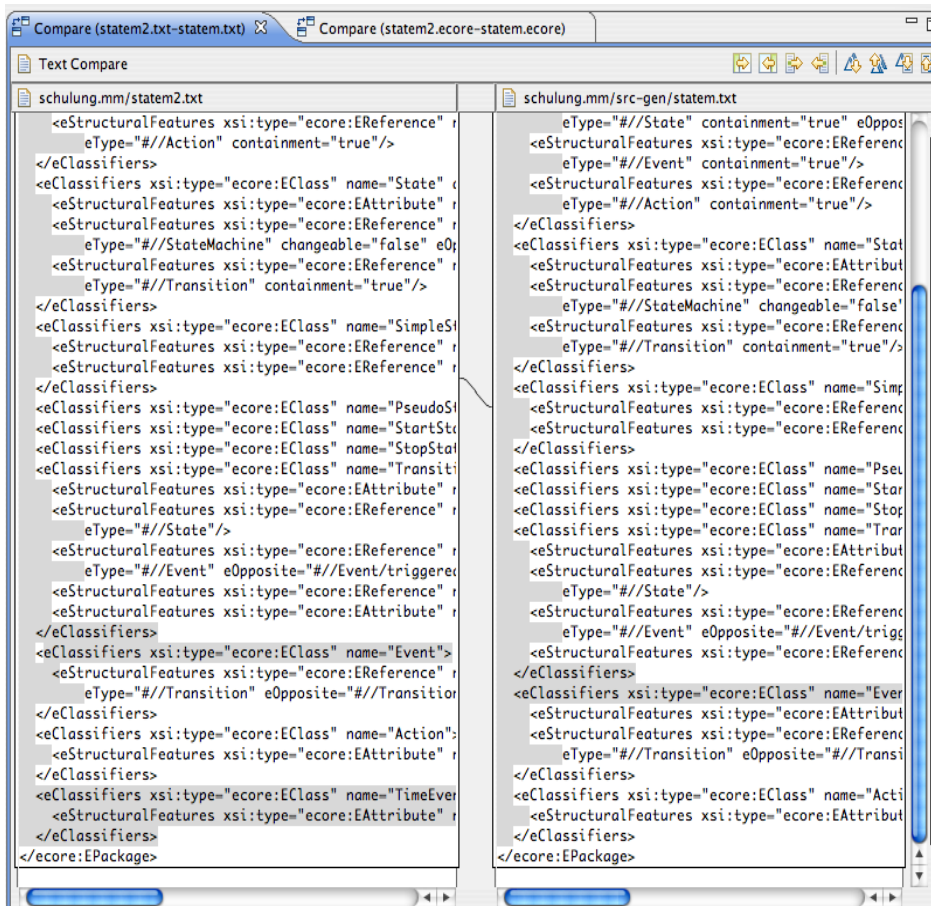 Compare (statem2.txt-statem.txt)
Compare (statem2.ecore-statem.ecore)
Text Compare
schulung.mm/statem2.txt
<eStructuralFeatures xsi:type="ecore:EReference"
eType="#//Action" containment="true"/>
</eClassifiers>
<eClassifiers xsi:type="ecore:EClass" name="State"
<eStructuralFeatures xsi:type="ecore:EAttribute"
<eStructuralFeatures xsi:type="ecore:EReference"
eType="#//StateMachine" changeable="false"
<eStructuralFeatures xsi:type="ecore:EReference"
eType="#//Transition" containment="true"/>
</eClassifiers>
<eClassifiers xsi:type="ecore:EClass" name="SimpleSt
<eStructuralFeatures xsi:type="ecore:EReference"
<eStructuralFeatures xsi:type="ecore:EReference"
</eClassifiers>
<eClassifiers xsi:type="ecore:EClass" name="PseudoSt
<eClassifiers xsi:type="ecore:EClass" name="StartSta
<eClassifiers xsi:type="ecore:EClass" name="StopStat
<eClassifiers xsi:type="ecore:EClass" name="Transiti
<eStructuralFeatures xsi:type="ecore:EAttribute"
<eStructuralFeatures xsi:type="ecore:EReference"
eType="#//State"/>
<eStructuralFeatures xsi:type="ecore:EReference"
eType="#//Event" eOpposite="#//Event/triggered
<eStructuralFeatures xsi:type="ecore:EReference"
<eStructuralFeatures xsi:type="ecore:EAttribute"
</eClassifiers>
<eClassifiers xsi:type="ecore:EClass" name="Event">
<eStructuralFeatures xsi:type="ecore:EReference"
eType="#//Transition" eOpposite="#//Transition
</eClassifiers>
<eClassifiers xsi:type="ecore:EClass" name="Action">
<eStructuralFeatures xsi:type="ecore:EAttribute"
</eClassifiers>
<eClassifiers xsi:type="ecore:EClass" name="TimeEver
<eStructuralFeatures xsi:type="ecore:EAttribute"
</eClassifiers>
</ecore:EPackage>
schulung.mm/src-gen/statem.txt
eType="#//State" containment="true" eOppos
<eStructuralFeatures xsi:type="ecore:EReferenc
eType="#//Event" containment="true"/>
<eStructuralFeatures xsi:type="ecore:EReferenc
eType="#//Action" containment="true"/>
</eClassifiers>
<eClassifiers xsi:type="ecore:EClass" name="Stat
<eStructuralFeatures xsi:type="ecore:EAttribut
<eStructuralFeatures xsi:type="ecore:EReferenc
eType="#//StateMachine" changeable="false"
<eStructuralFeatures xsi:type="ecore:EReferenc
eType="#//Transition" containment="true"/>
</eClassifiers>
<eClassifiers xsi:type="ecore:EClass" name="Simp
<eStructuralFeatures xsi:type="ecore:EReferenc
<eStructuralFeatures xsi:type="ecore:EReferenc
</eClassifiers>
<eClassifiers xsi:type="ecore:EClass" name="Pseu
<eClassifiers xsi:type="ecore:EClass" name="Star
<eClassifiers xsi:type="ecore:EClass" name="Stop
<eClassifiers xsi:type="ecore:EClass" name="Tran
<eStructuralFeatures xsi:type="ecore:EAttribut
<eStructuralFeatures xsi:type="ecore:EReferenc
eType="#//State"/>
<eStructuralFeatures xsi:type="ecore:EReferenc
eType="#//Event" eOpposite="#//Event/trigg
<eStructuralFeatures xsi:type="ecore:EReferenc
</eClassifiers>
<eClassifiers xsi:type="ecore:EClass" name="Ever
<eStructuralFeatures xsi:type="ecore:EAttribut
<eStructuralFeatures xsi:type="ecore:EReferenc
eType="#//Transition" eOpposite="#//Transi
</eClassifiers>
<eClassifiers xsi:type="ecore:EClass" name="Acti
<eStructuralFeatures xsi:type="ecore:EAttribut
</eClassifiers>
</ecore:EPackage>